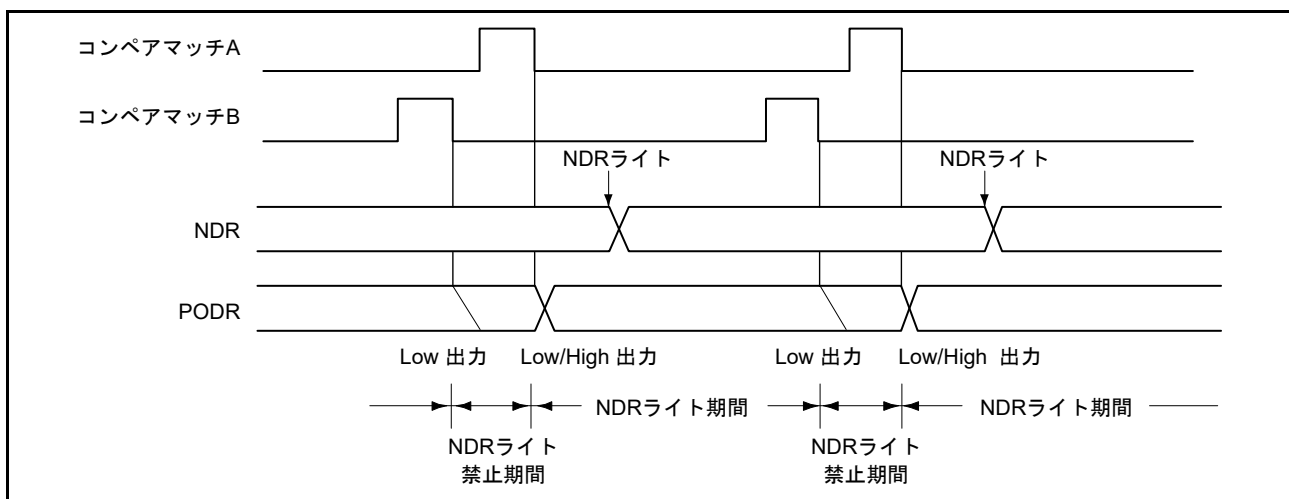 コンペアマッチA
コンペアマッチB
NDRライト
NDRライト
NDR
PODR
Low 出力
Low/High 出力
Low 出力
Low/High 出力
NDRライト期間
NDRライト期間
NDRライト
禁止期間
NDRライト
禁止期間